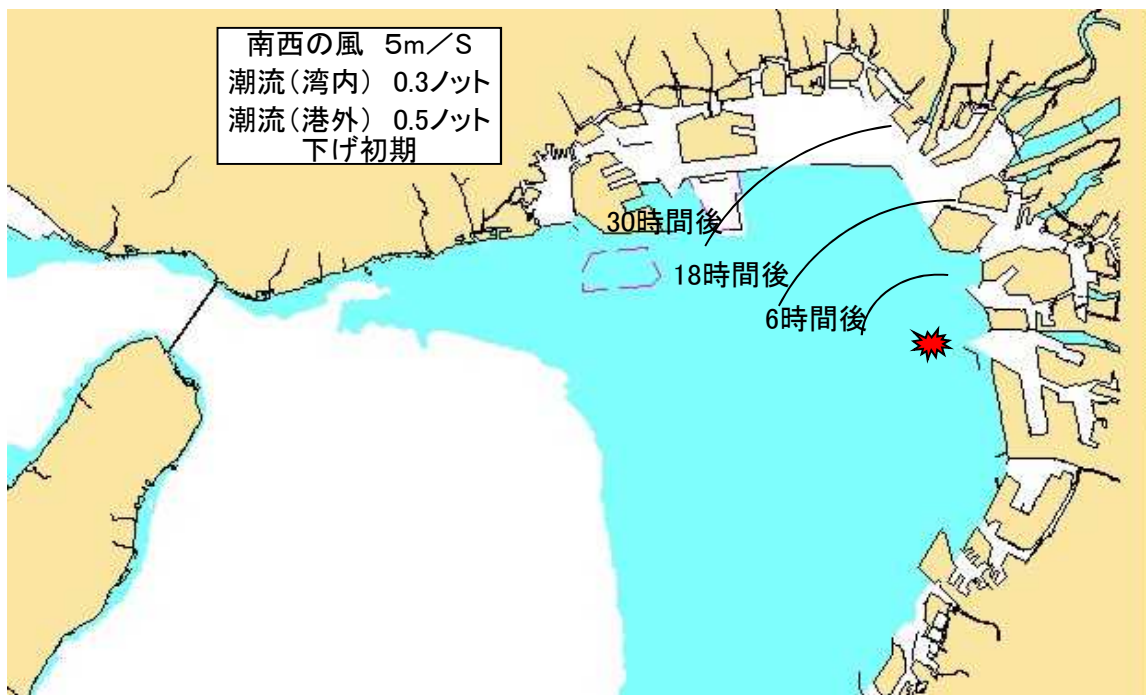 南西の風 5m/S
潮流(湾内) 0.3ノット
潮流(港外) 0.5ノット
下げ初期
30時間後
18時間後
6時間後